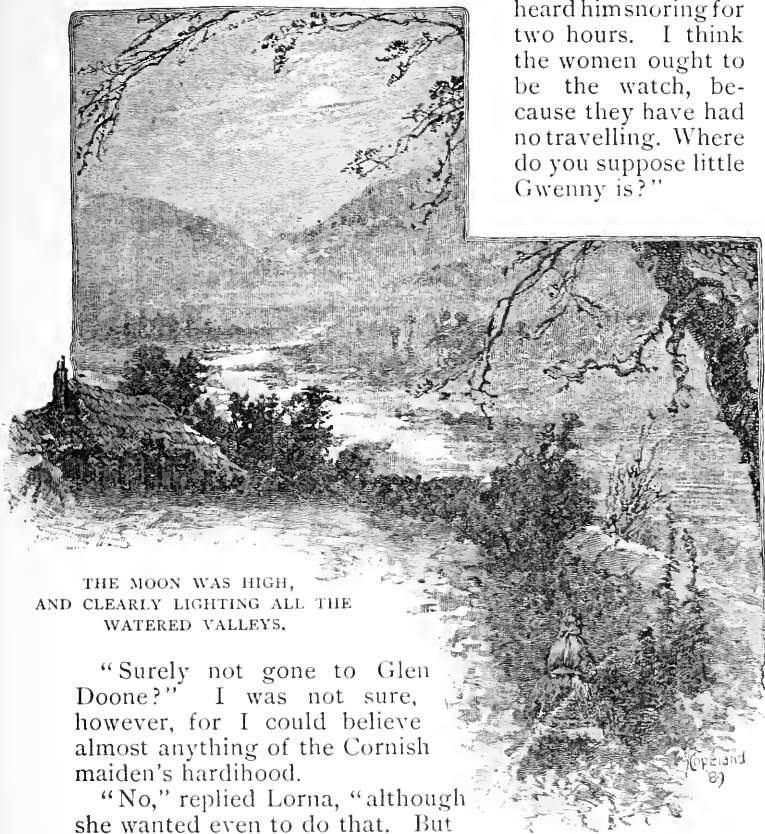 heard him snoring for
two hours. I think
the women ought to
be the watch, be-
cause they have had
no travelling. Where
do you suppose little
Gwenny is?"
THE MOON WAS HIGH,
AND CLEARLY LIGHTING ALL THE
WATERED VALLEYS.
"Surely not gone to Glen
Doone?" I was not sure,
however, for I could believe
almost anything of the Cornish
maiden's hardihood.
"No," replied Lorna, "although
she wanted even to do that. But
Copeland
'89